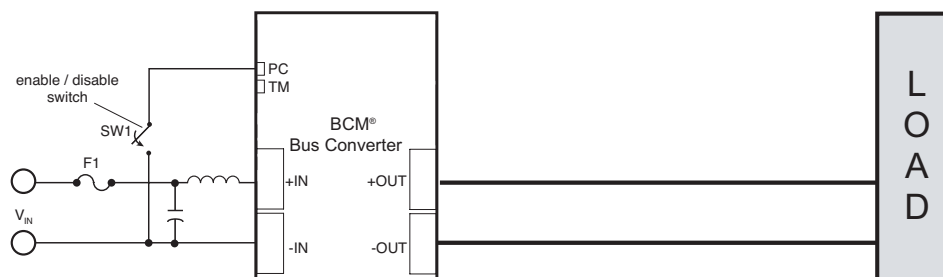 enable / disable
switch
SW1
F1
VIN
PC
TM
BCM®
Bus Converter
+IN
-IN
+OUT
-OUT
L
O
A
D